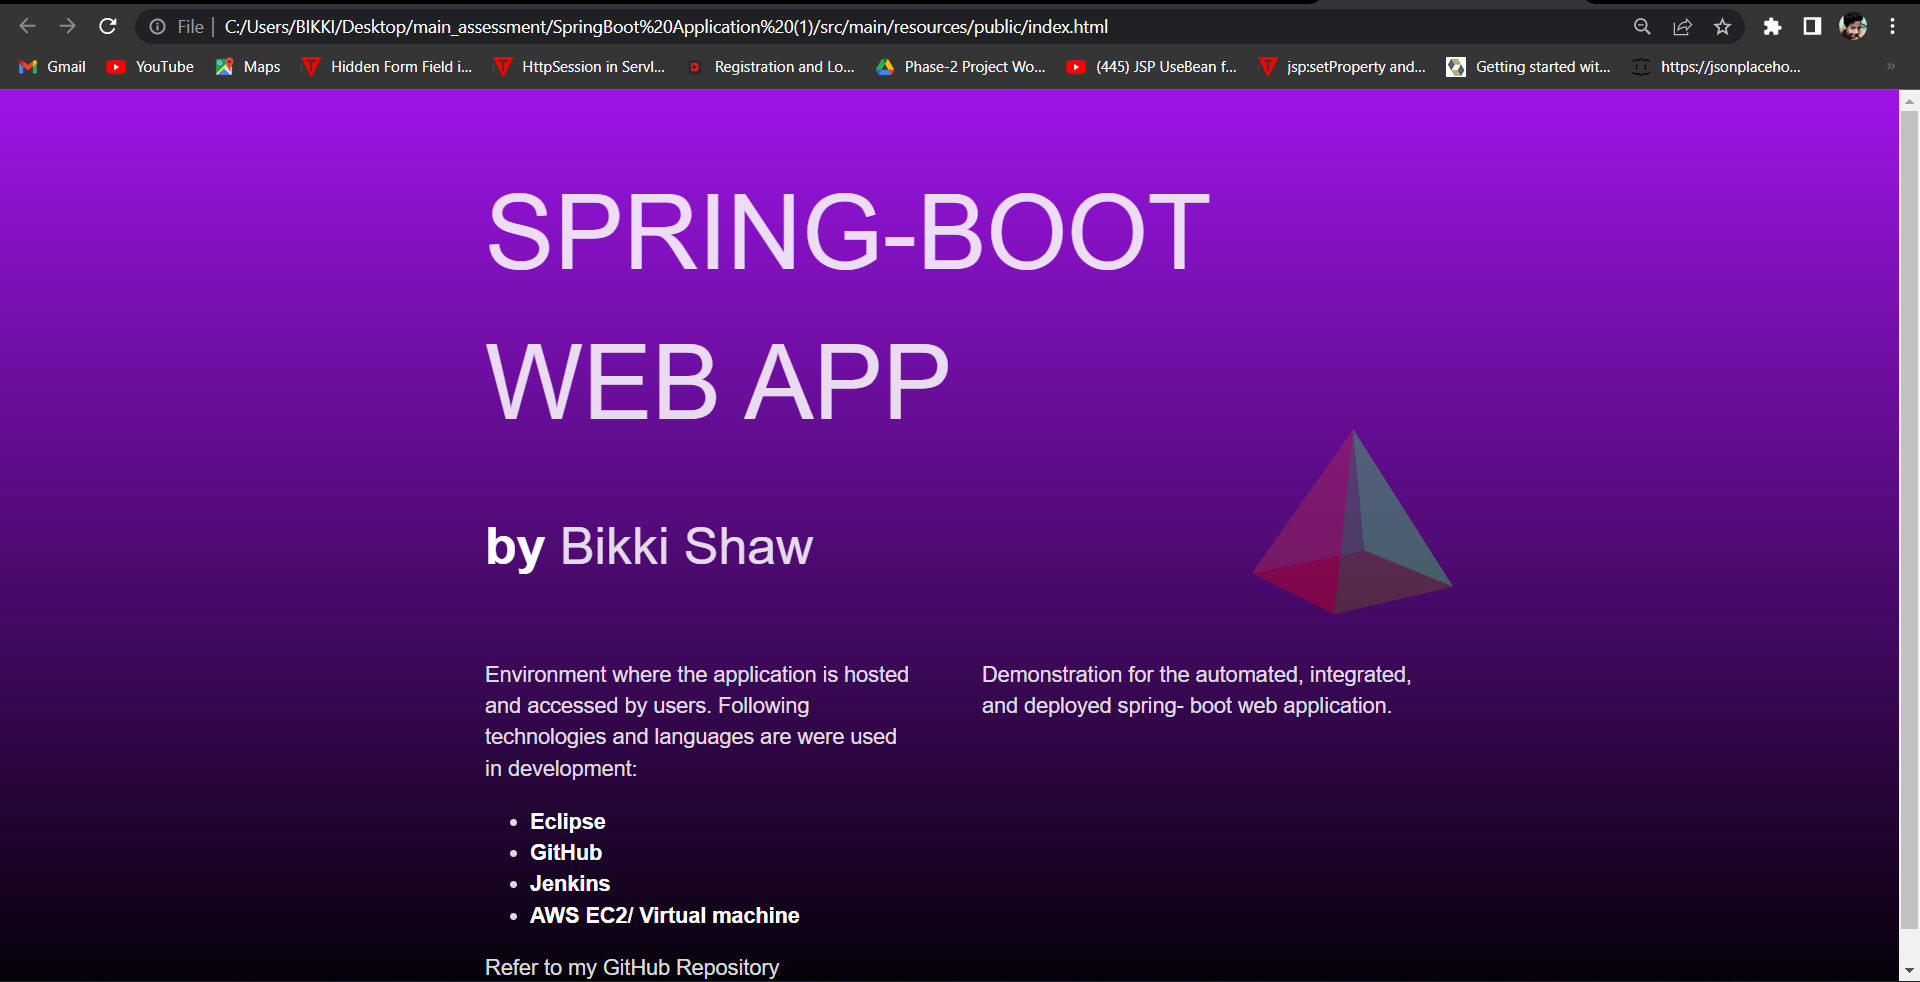 File C:/Users/BIKKI/Desktop/main_assessment/SpringBoot%20Application%20(1)/src/main/resources/public/index.html
Gmail YouTube Maps Hidden Form Field i... HttpSession in Servl... Registration and Lo... Phase-2 Project Wo... (445) JSP UseBean f... jsp:setProperty and... Getting started wit... https://jsonplaceho... »
SPRING-BOOT
WEB APP
by Bikki Shaw
Environment where the application is hosted
and accessed by users. Following
technologies and languages are were used
in development:
• Eclipse
• GitHub
• Jenkins
• AWS EC2/ Virtual machine
Refer to my GitHub Repository
Demonstration for the automated, integrated,
and deployed spring- boot web application.